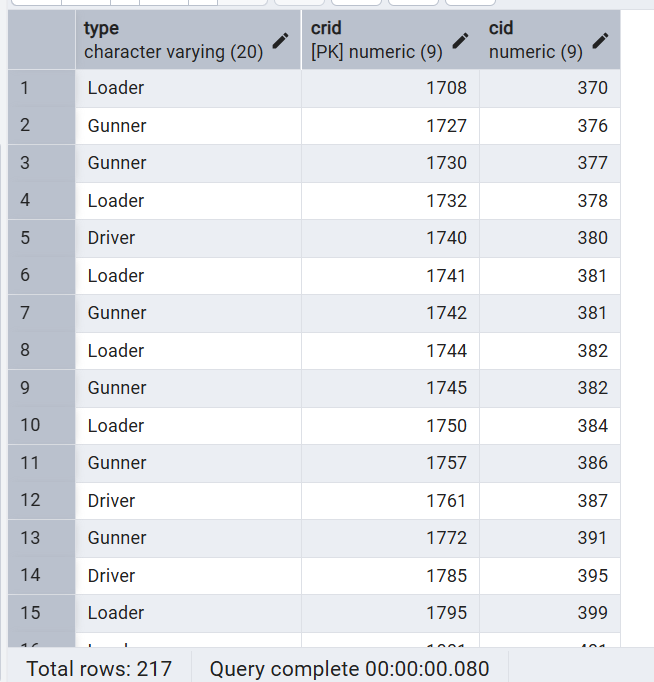 type crid cid
character varying (20) [PK] numeric (9) numeric (9)
1 Loader 1708 370
2 Gunner 1727 376
3 Gunner 1730 377
4 Loader 1732 378
5 Driver 1740 380
6 Loader 1741 381
7 Gunner 1742 381
8 Loader 1744 382
9 Gunner 1745 382
10 Loader 1750 384
11 Gunner 1757 386
12 Driver 1761 387
13 Gunner 1772 391
14 Driver 1785 395
15 Loader 1795 399
Total rows: 217 Query complete 00:00:00.080